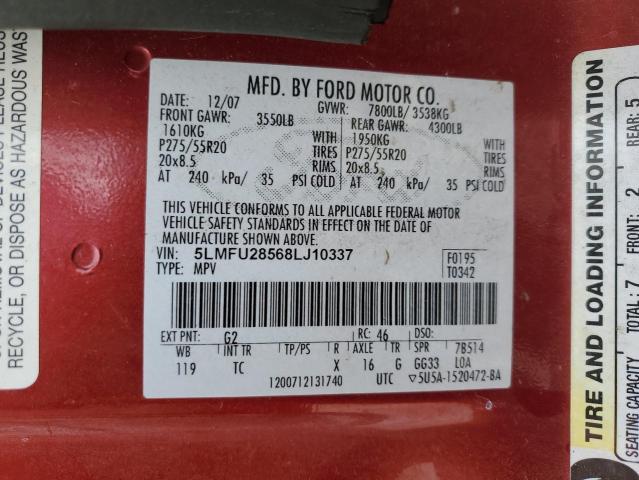 MFD. BY FORD MOTOR CO.
DATE: 12/07 GVWR: 7800LB/ 3538KG
FRONT GAWR: 3550LB REAR GAWR: 4300LB
1610KG WITH 1950KG WITH
P275/55R20 TIRES P275/55R20 TIRES
20x8.5 RIMS 20x8.5 RIMS
AT 240 kPa/ 35 PSI COLD AT 240 kPa/ 35 PSI COLD
THIS VEHICLE CONFORMS TO ALL APPLICABLE FEDERAL MOTOR
VEHICLE SAFETY STANDARDS IN EFFECT ON THE DATE OF
MANUFACTURE SHOWN ABOVE.
VIN: 5LMFU28568LJ10337 F0195
TYPE: MPV T0342
EXT PNT: G2 RC: 46 DSO:
WB INT TR TP/PS R AXLE TR SPR 7B514
119 TC X 16 G GG33 LOA
1200712131740 UTC ▽5U5A-1520472-BA
RECYCLE, OR DISPOSE AS HAZARDOUS WAS
TIRE AND LOADING INFORMATION
SEATING CAPACITY TOTAL: 7 FRONT: 2 REAR: 5